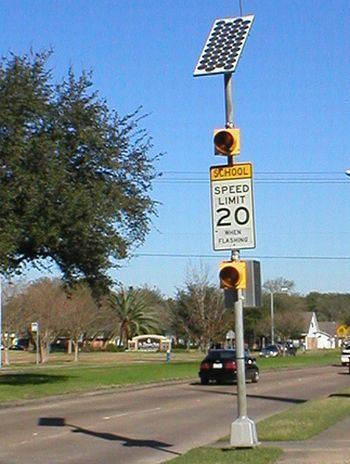 SCHOOL
SPEED
LIMIT
20
WHEN
FLASHING